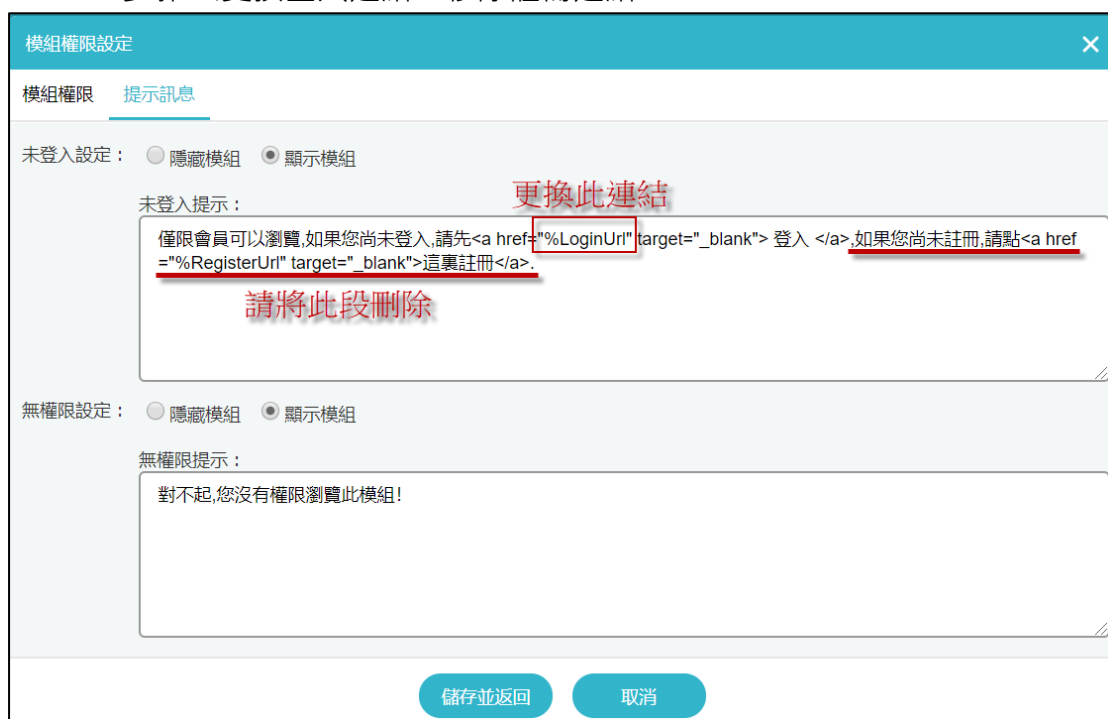 模組權限設定
模組權限 提示訊息
未登入設定： 隱藏模組 顯示模組
更換此連結
未登入提示：
僅限會員可以瀏覽,如果您尚未登入,請先<a href="%LoginUrl" target="_blank"> 登入 </a>,如果您尚未註冊,請點<a href
="%RegisterUrl" target="_blank">這裏註冊</a>.
請將此段刪除
無權限設定： 隱藏模組 顯示模組
無權限提示：
對不起,您沒有權限瀏覽此模組!
儲存並返回 取消